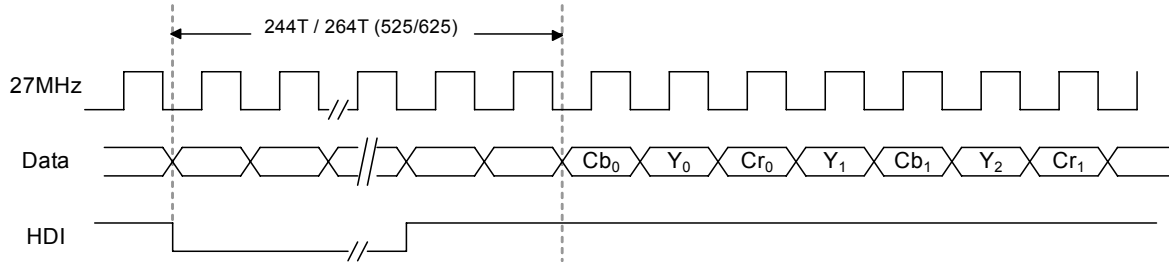 244T / 264T (525/625)
27MHz
Data
Cb₀ Y₀ Cr₀ Y₁ Cb₁ Y₂ Cr₁
HDI